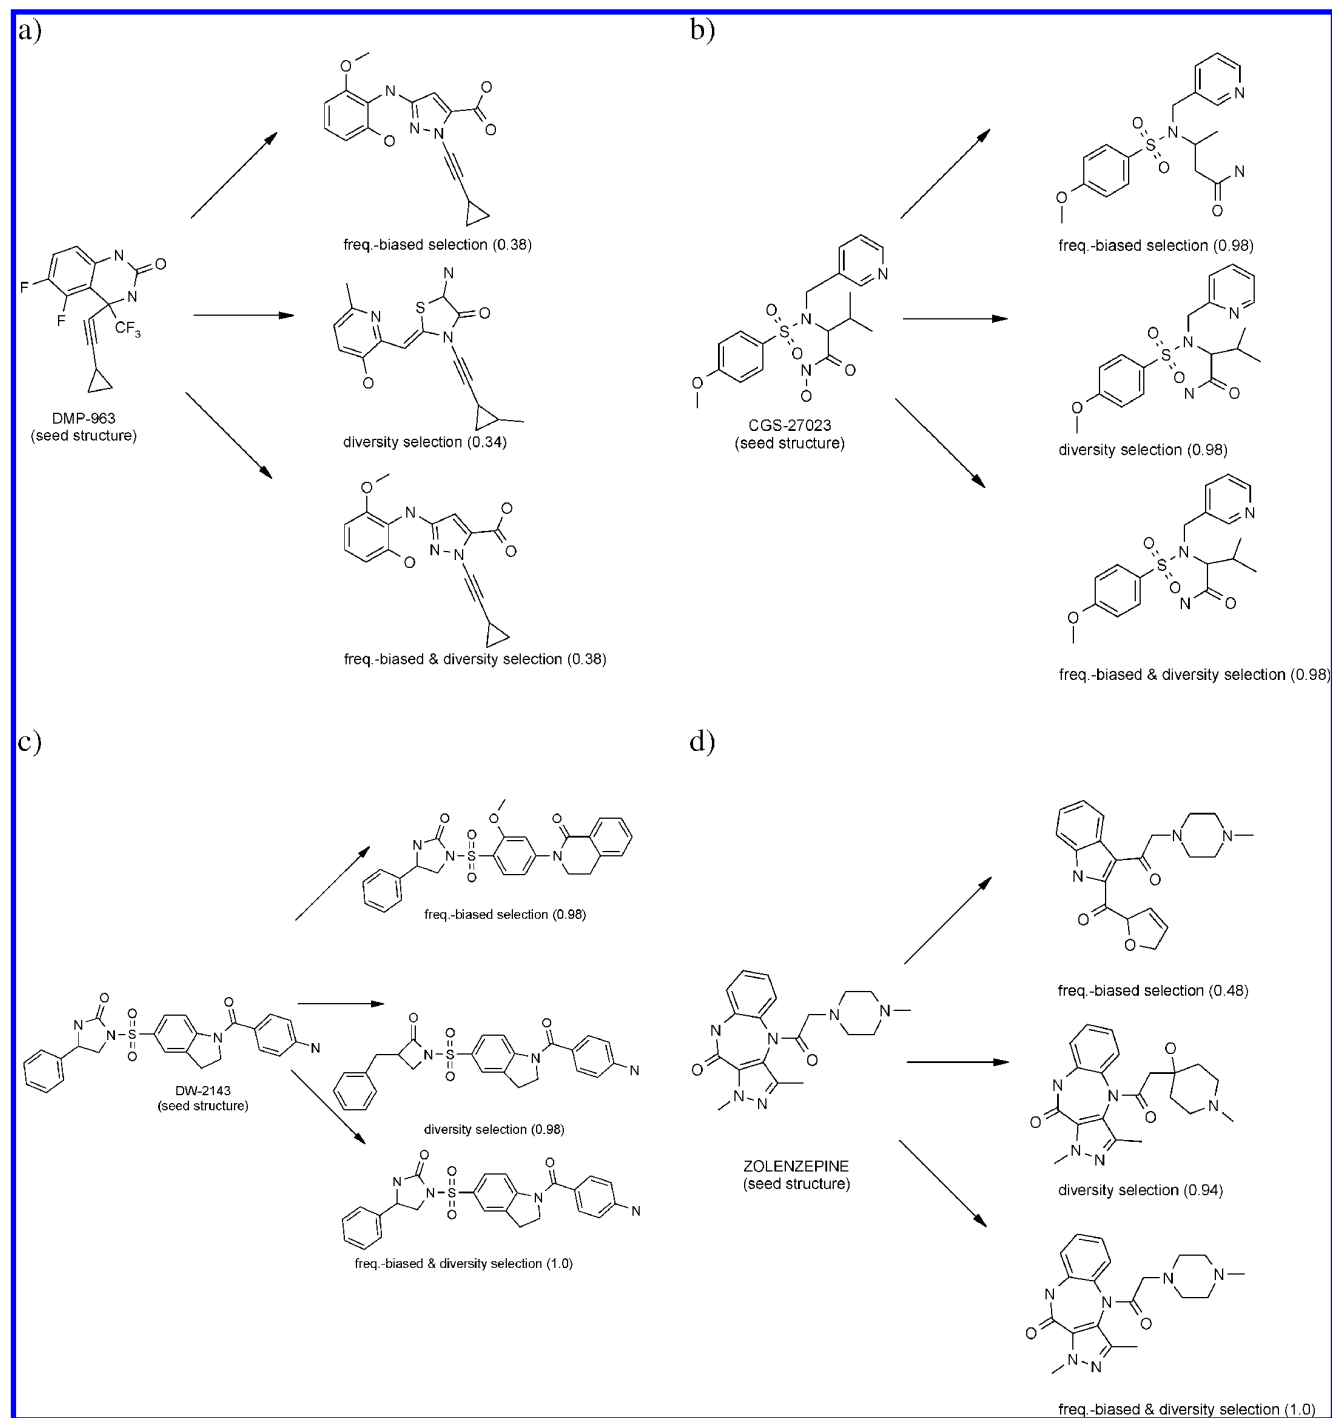 a)
freq.-biased selection (0.38)
DMP-963
(seed structure)
diversity selection (0.34)
freq.-biased & diversity selection (0.38)
b)
freq.-biased selection (0.98)
CGS-27023
(seed structure)
diversity selection (0.98)
freq.-biased & diversity selection (0.98)
c)
freq.-biased selection (0.98)
DW-2143
(seed structure)
diversity selection (0.98)
freq.-biased & diversity selection (1.0)
d)
freq.-biased selection (0.48)
ZOLENZEPINE
(seed structure)
diversity selection (0.94)
freq.-biased & diversity selection (1.0)